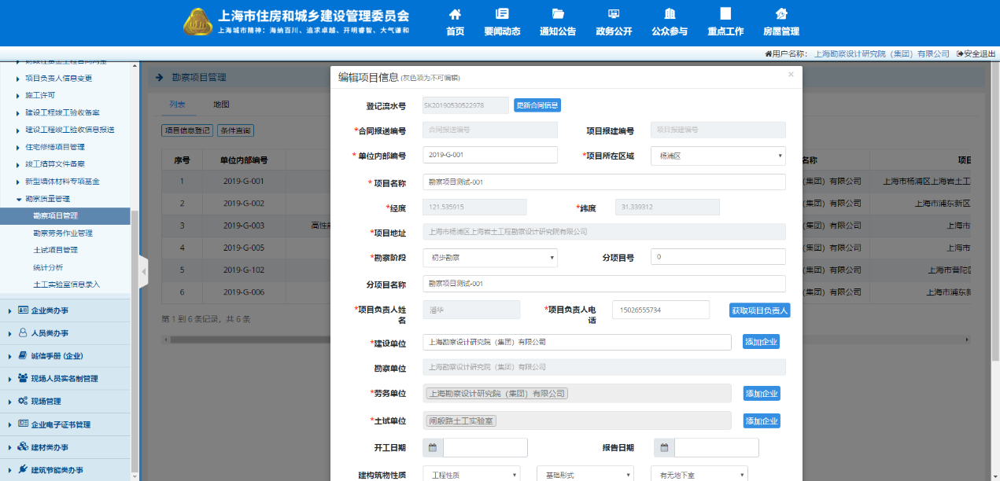 上海市住房和城乡建设管理委员会
上海城市精神：海纳百川、追求卓越、开明睿智、大气谦和
首页 要闻动态 通知公告 政务公开 公众参与 重点工作 房屋管理
用户名称： 上海勘察设计研究院（集团）有限公司 安全退出
项目负责人信息变更
施工许可
建设工程竣工验收备案
建设工程竣工验收信息报送
住宅修缮项目管理
竣工结算文件备案
新型墙体材料专项基金
勘察质量管理
勘察项目管理
勘察劳务作业管理
土试项目管理
统计分析
土工实验室信息录入
企业类办事
人员类办事
诚信手册 (企业)
现场人员实名制管理
现场管理
企业电子证书管理
建材类办事
建筑节能类办事
勘察项目管理
列表 地图
项目信息登记 条件查询
序号 单位内部编号 名称 项目
1 2019-G-001 （集团）有限公司 上海市杨浦区上海岩土工
2 2019-G-002 （集团）有限公司 上海市浦东新区
3 2019-G-003 高性 （集团）有限公司 上海市
4 2019-G-005 （集团）有限公司 上海市
5 2019-G-102 （集团）有限公司 上海市普陀区
6 2019-G-006 （集团）有限公司 上海市浦东新
第 1 到 6 条记录，共 6 条
编辑项目信息 (灰色项为不可编辑) ×
登记流水号 SK20190530522978 更新合同信息
*合同报送编号 合同报送编号 项目报建编号 项目报建编号
* 单位内部编号 2019-G-001 *项目所在区域 杨浦区
* 项目名称 勘察项目测试-001
*经度 121.535915 *纬度 31.339312
*项目地址 上海市杨浦区上海岩土工程勘察设计研究院有限公司
*勘察阶段 初步勘察 分项目号 0
分项目名称 勘察项目测试-001
*项目负责人姓名 潘华 *项目负责人电话 15026555734 获取项目负责人
*建设单位 上海勘察设计研究院（集团）有限公司 添加企业
勘察单位 上海勘察设计研究院（集团）有限公司
*劳务单位 上海勘察设计研究院（集团）有限公司 添加企业
*土试单位 闸殷路土工实验室 添加企业
开工日期 报告日期
建构筑物性质 工程性质 基础形式 有无地下室